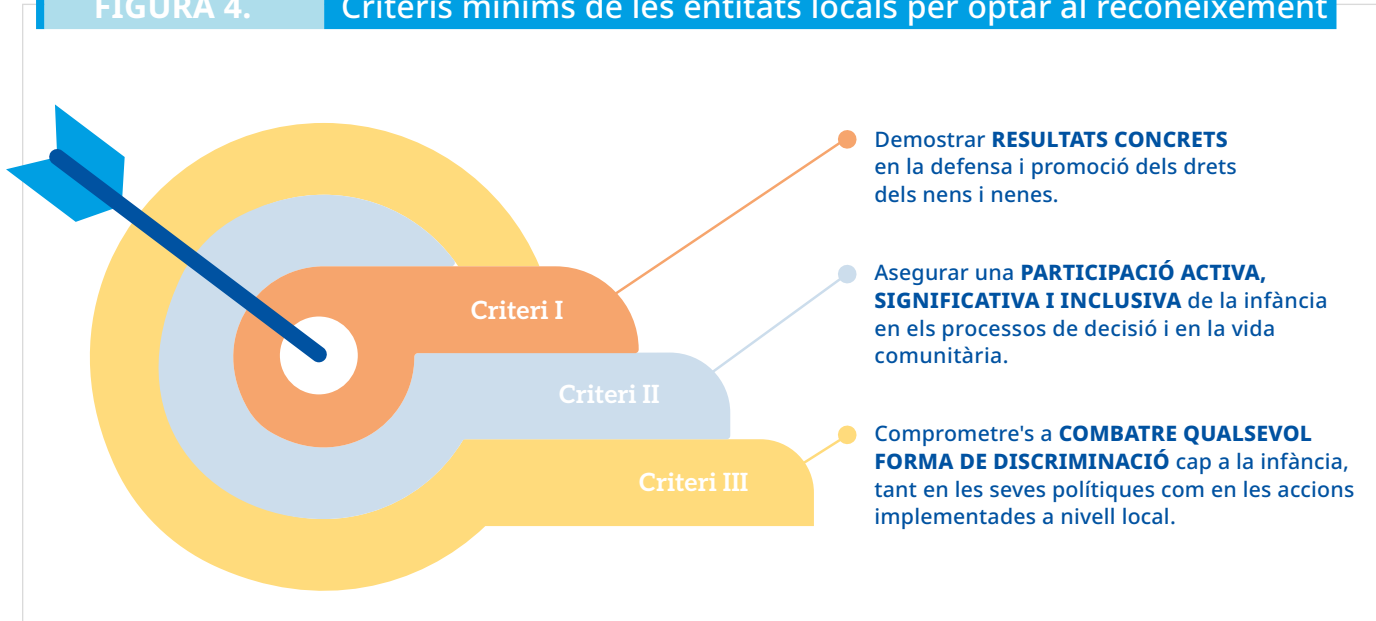 FIGURA 4.
Criteris mínims de les entitats locals per optar al reconeixement
Demostrar RESULTATS CONCRETS
en la defensa i promoció dels drets
dels nens i nenes.
Criteri I
Asegurar una PARTICIPACIÓ ACTIVA,
SIGNIFICATIVA I INCLUSIVA de la infància
en els processos de decisió i en la vida
comunitària.
Criteri II
Comprometre's a COMBATRE QUALSEVOL
FORMA DE DISCRIMINACIÓ cap a la infància,
tant en les seves polítiques com en les accions
implementades a nivell local.
Criteri III